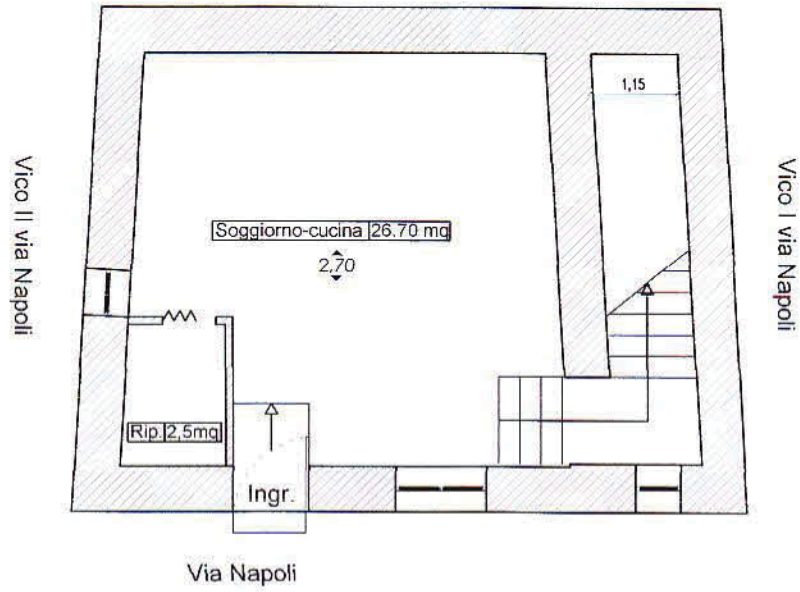 1,15
Vico II via Napoli
Vico I via Napoli
Soggiorno-cucina 26.70 mq
2,70
Rip. 2,5mq
Ingr.
Via Napoli